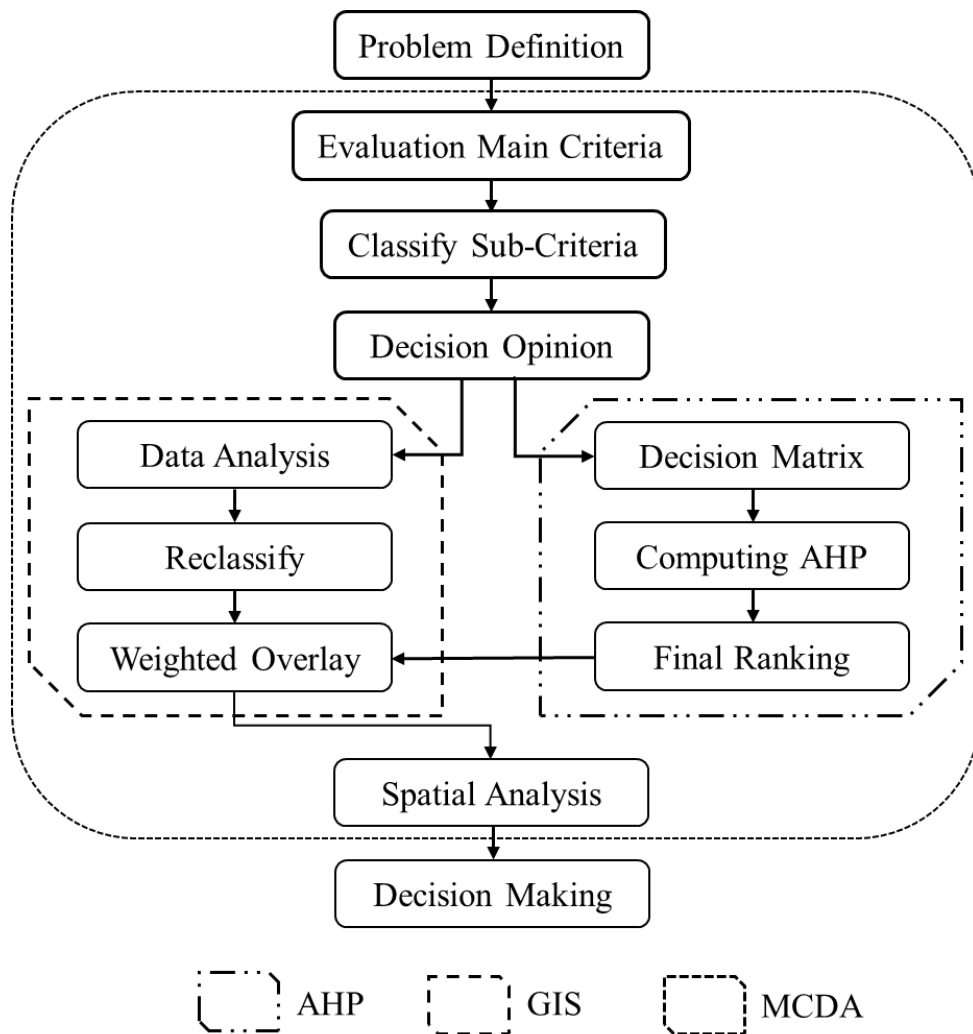 Problem Definition
Evaluation Main Criteria
Classify Sub-Criteria
Decision Opinion
Data Analysis
Decision Matrix
Reclassify
Computing AHP
Weighted Overlay
Final Ranking
Spatial Analysis
Decision Making
AHP
GIS
MCDA